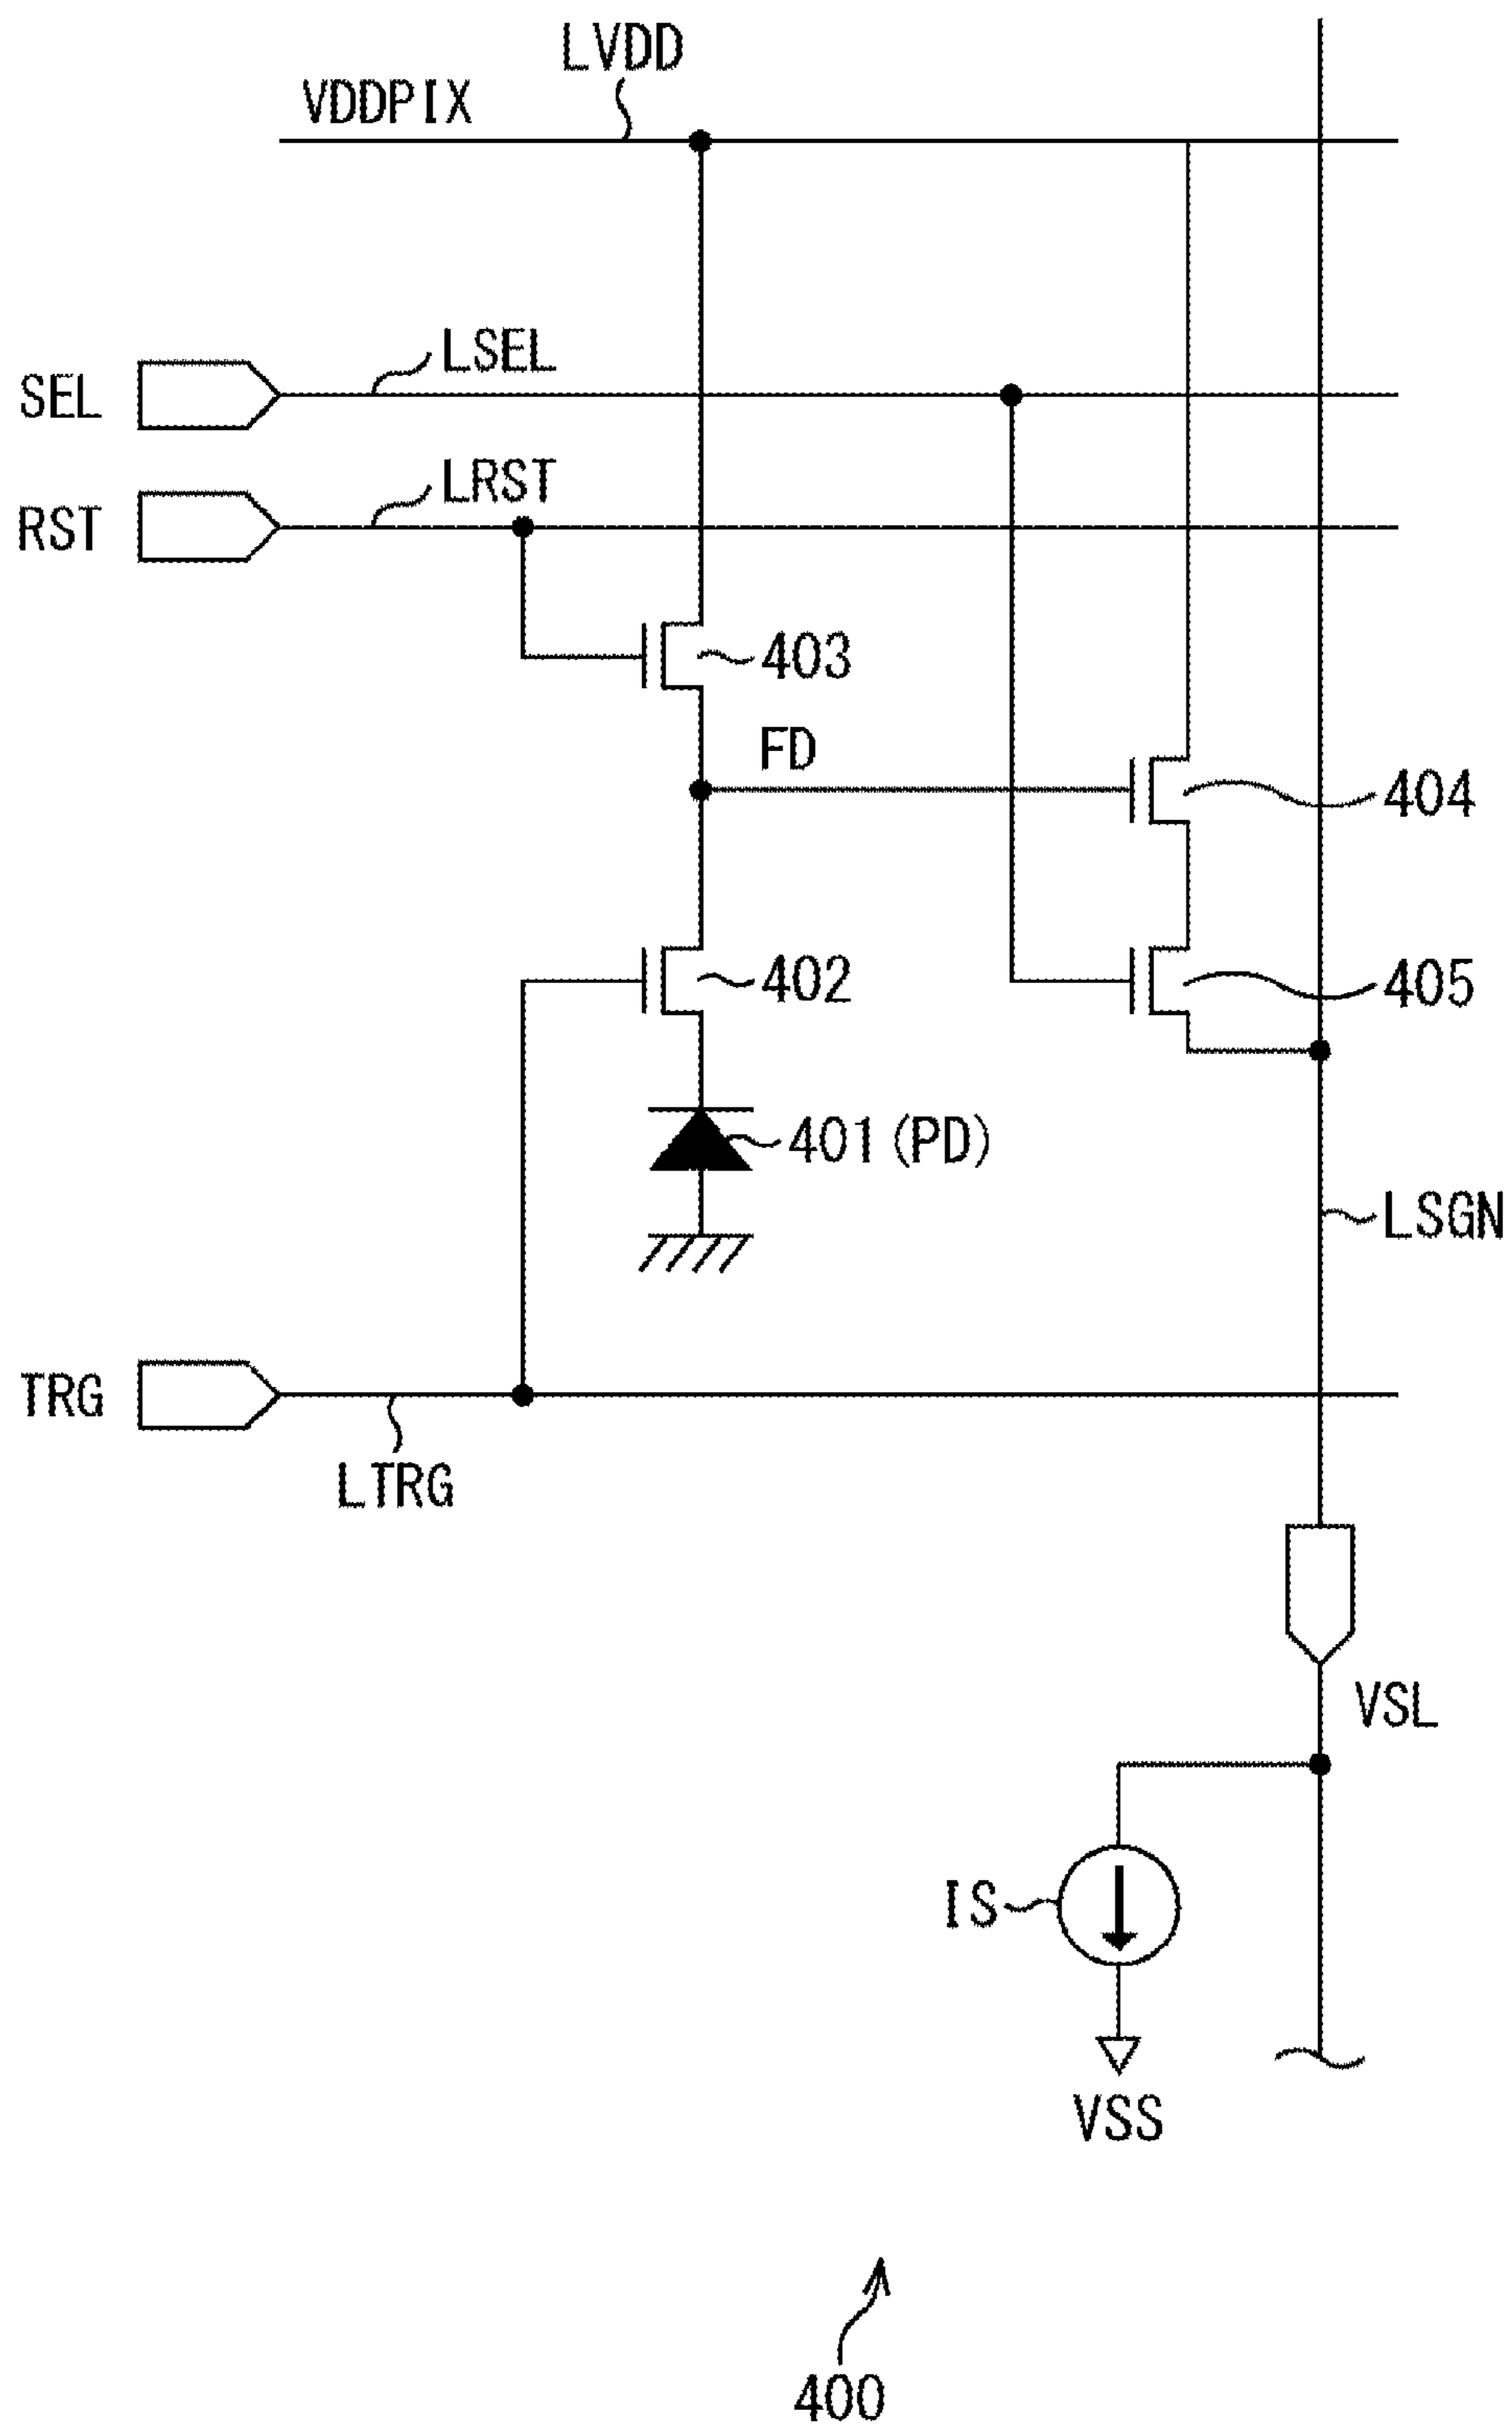 LVDD
VDDPIX
LSEL
SEL
LRST
RST
403
FD
404
402
405
401(PD)
LSGN
TRG
LTRG
VSL
IS
VSS
400